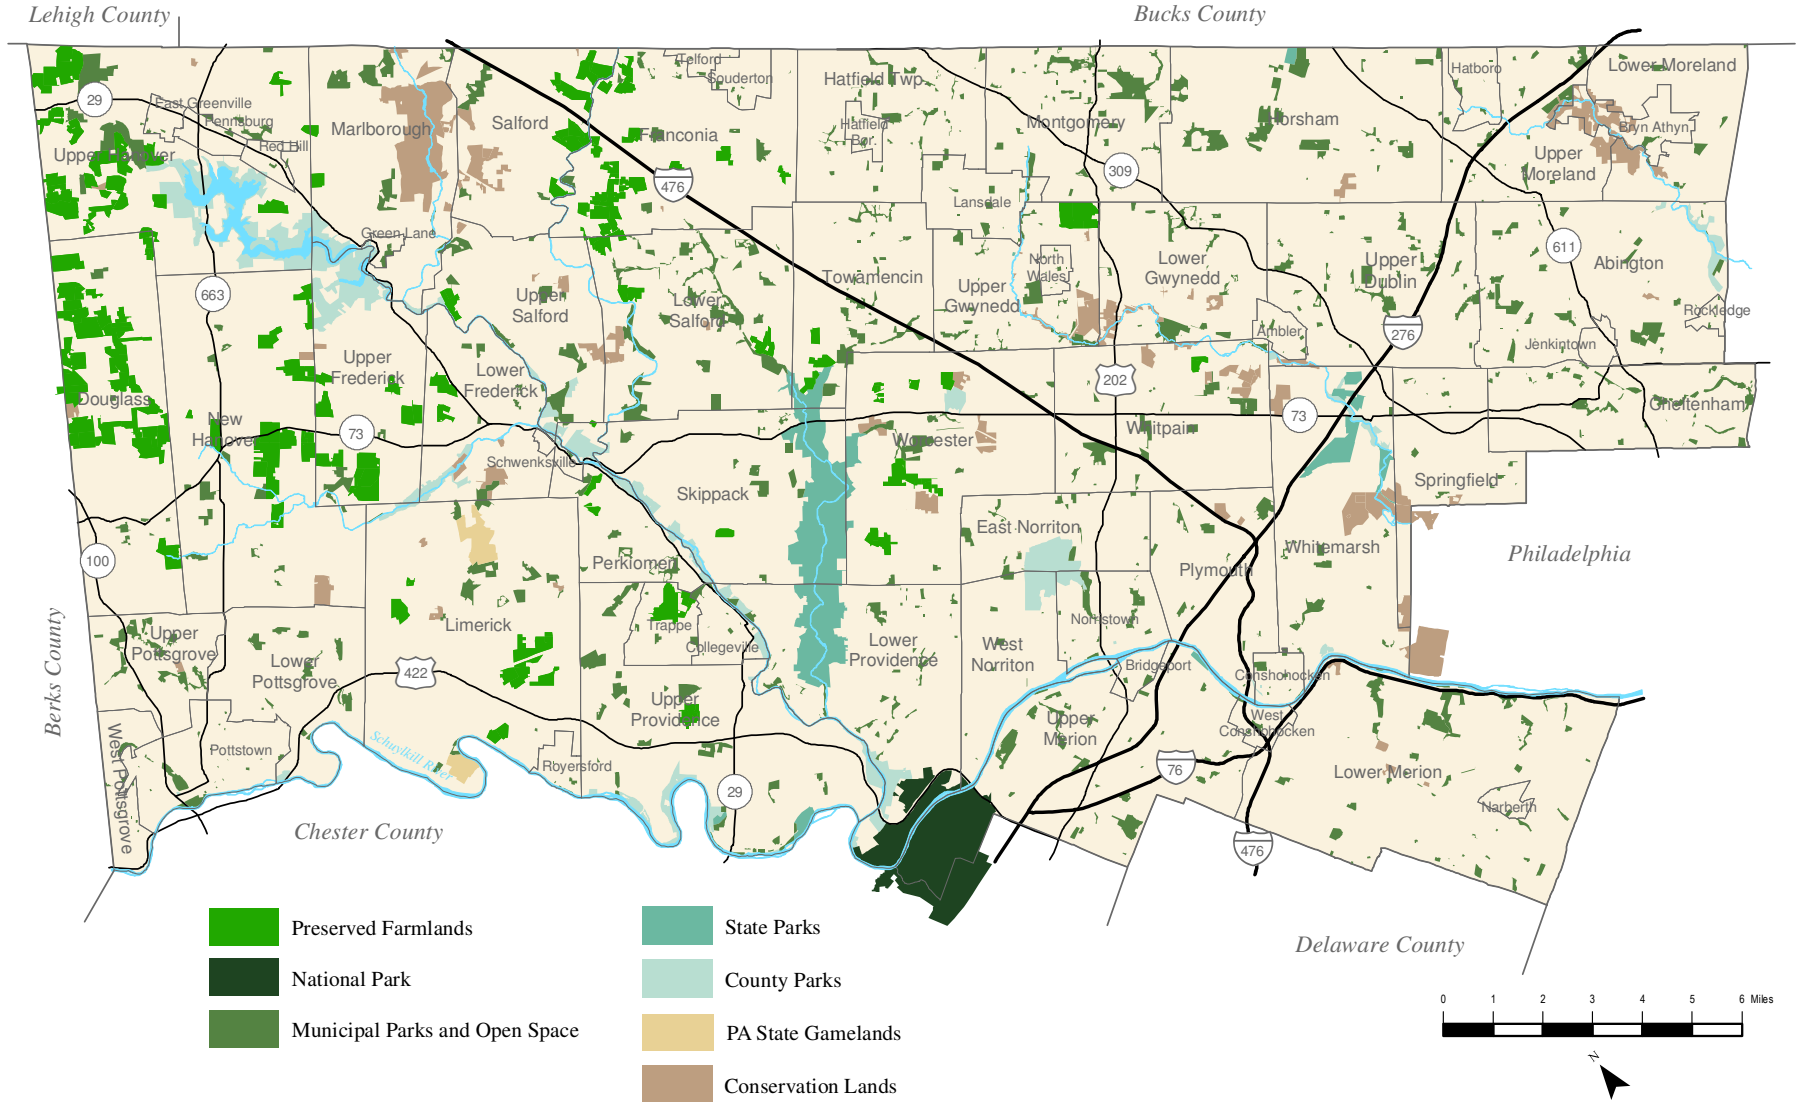 Lehigh County
Bucks County
Telford
Souderton
Hatfield Twp.
Hatboro
Lower Moreland
29
East Greenville
Pennsburg
Marlborough
Salford
Franconia
Hatfield
Bor.
Montgomery
Horsham
Bryn Athyn
Red Hill
Upper Hanover
Upper
Moreland
309
476
Lansdale
Green Lane
611
Abington
North
Wales
Lower
Gwynedd
Upper
Dublin
Towamencin
Upper
Gwynedd
663
Upper
Salford
Lower
Salford
Rockledge
Ambler
276
Jenkintown
Upper
Frederick
Lower
Frederick
202
Douglass
Cheltenham
New
Hanover
73
73
Worcester
Whitpain
Schwenksville
Skippack
Springfield
East Norriton
Whitemarsh
Philadelphia
100
Perkiomen
Plymouth
Limerick
Trappe
Norristown
Upper
Pottsgrove
Collegeville
Lower
Providence
West
Norriton
Bridgeport
Conshohocken
Lower
Pottsgrove
422
Berks County
Upper
Providence
West
Conshohocken
Upper
Merion
West Pottsgrove
Pottstown
Schuylkill River
Royersford
76
Lower Merion
29
Narberth
Chester County
476
Preserved Farmlands
National Park
Municipal Parks and Open Space
State Parks
County Parks
PA State Gamelands
Conservation Lands
Delaware County
0 1 2 3 4 5 6 Miles
N